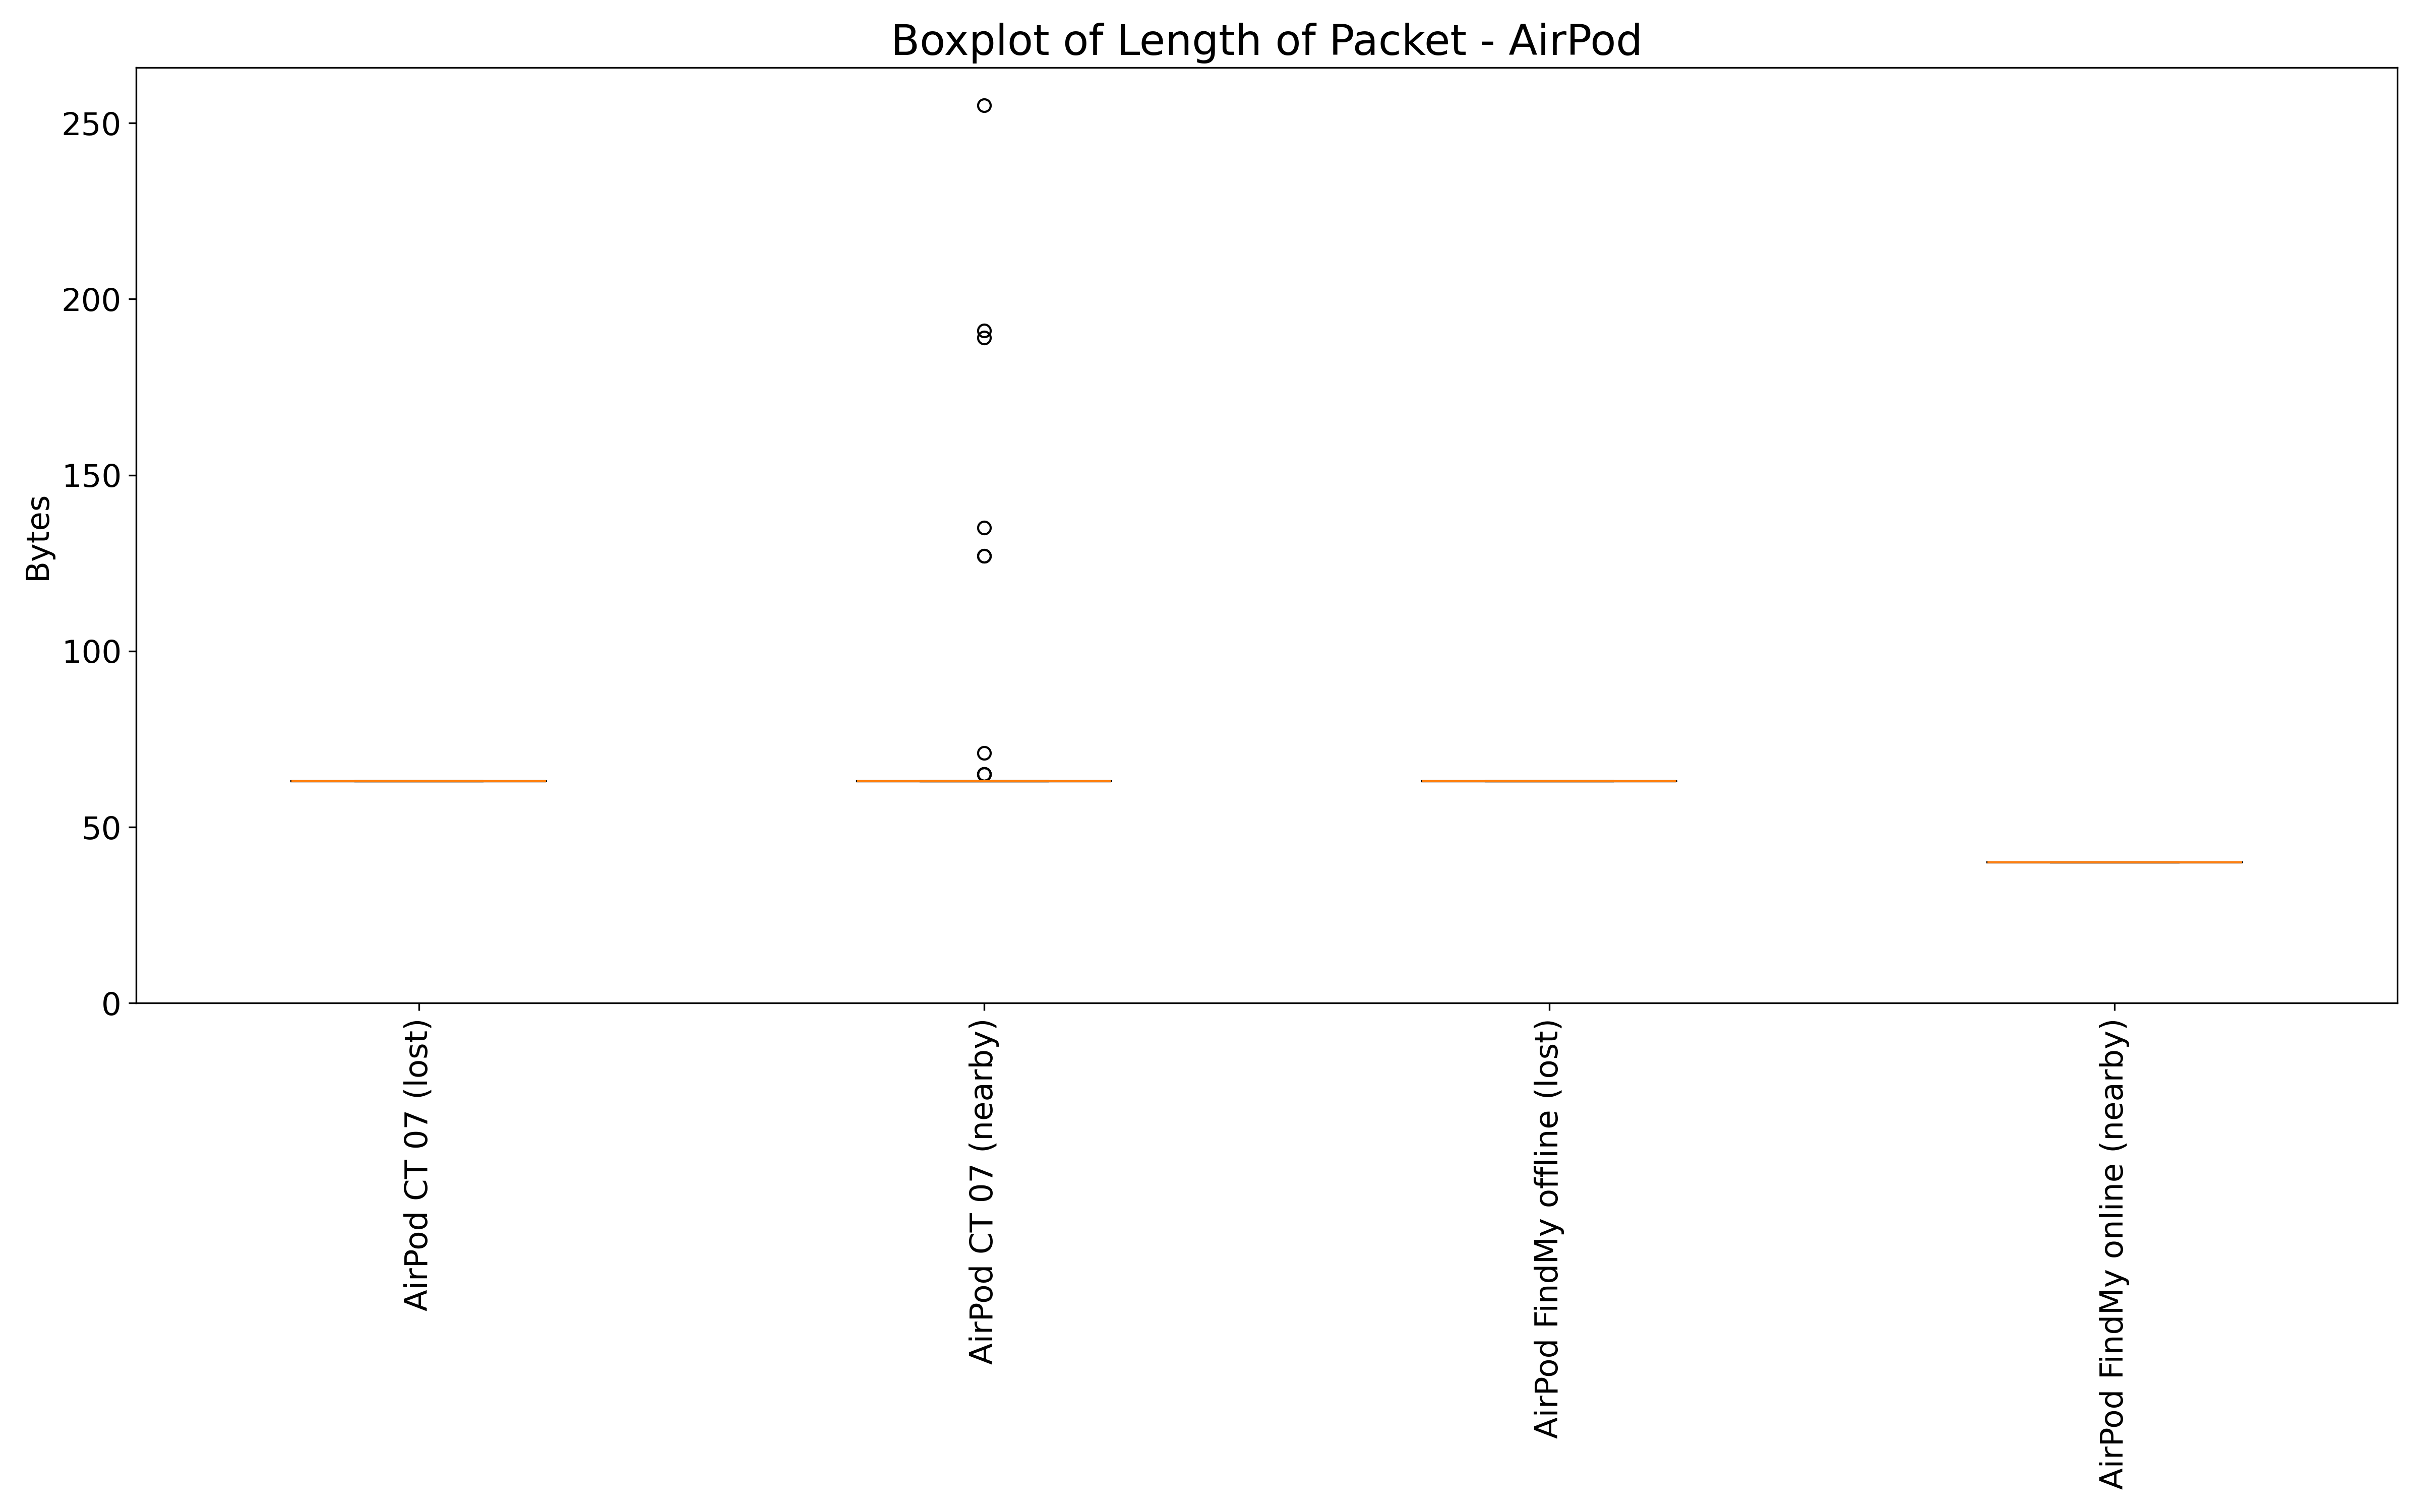 Boxplot of Length of Packet - AirPod
Bytes
250
200
150
100
50
0
AirPod CT 07 (lost)
AirPod CT 07 (nearby)
AirPod FindMy offline (lost)
AirPod FindMy online (nearby)